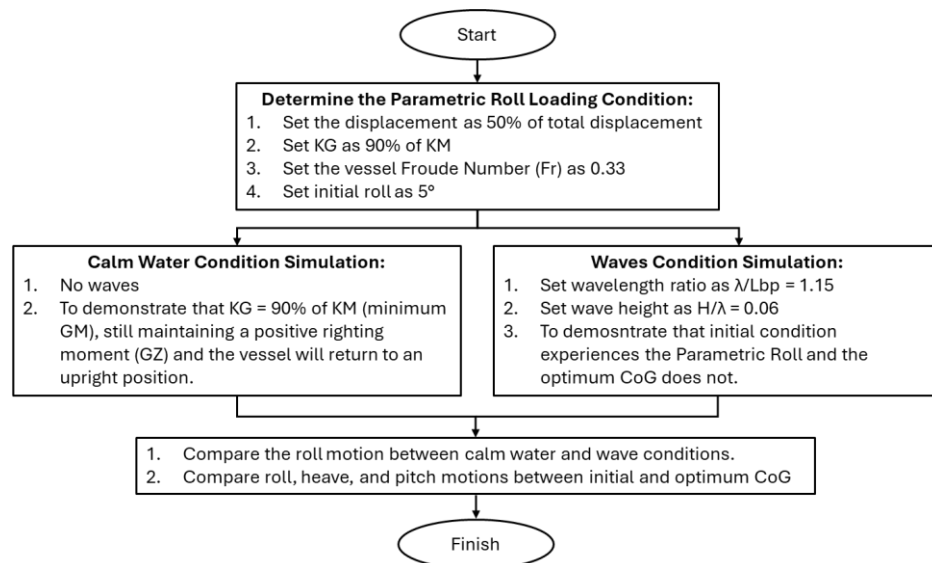 Start
Determine the Parametric Roll Loading Condition:
1. Set the displacement as 50% of total displacement
2. Set KG as 90% of KM
3. Set the vessel Froude Number (Fr) as 0.33
4. Set initial roll as 5°
Calm Water Condition Simulation:
1. No waves
2. To demonstrate that KG = 90% of KM (minimum
GM), still maintaining a positive righting
moment (GZ) and the vessel will return to an
upright position.
Waves Condition Simulation:
1. Set wavelength ratio as λ/Lbp = 1.15
2. Set wave height as H/λ = 0.06
3. To demosntrate that initial condition
experiences the Parametric Roll and the
optimum CoG does not.
1. Compare the roll motion between calm water and wave conditions.
2. Compare roll, heave, and pitch motions between initial and optimum CoG
Finish